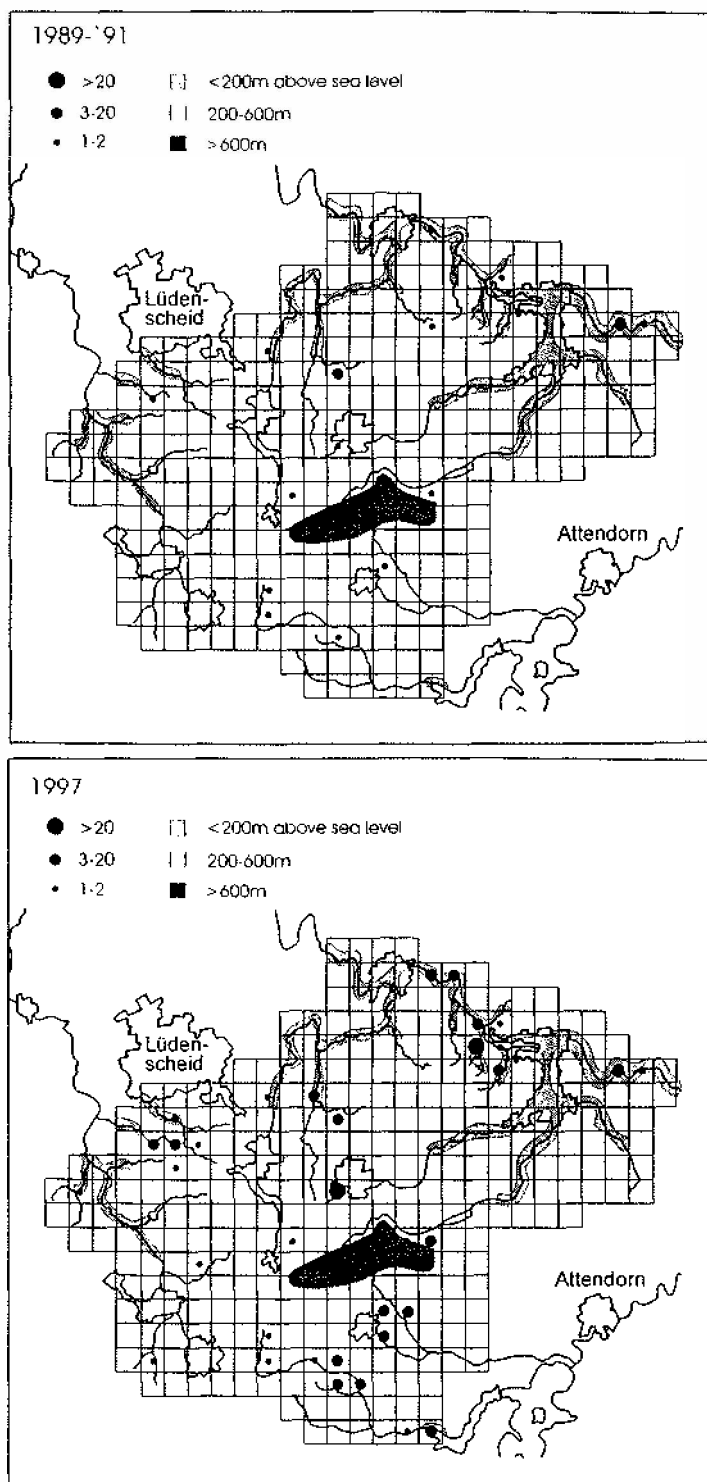 1989-`91
>20 <200m above sea level
3-20 200-600m
1-2 >600m
Lüden-
scheid
Attendorn
1997
>20 <200m above sea level
3-20 200-600m
1-2 >600m
Lüden-
scheid
Attendorn